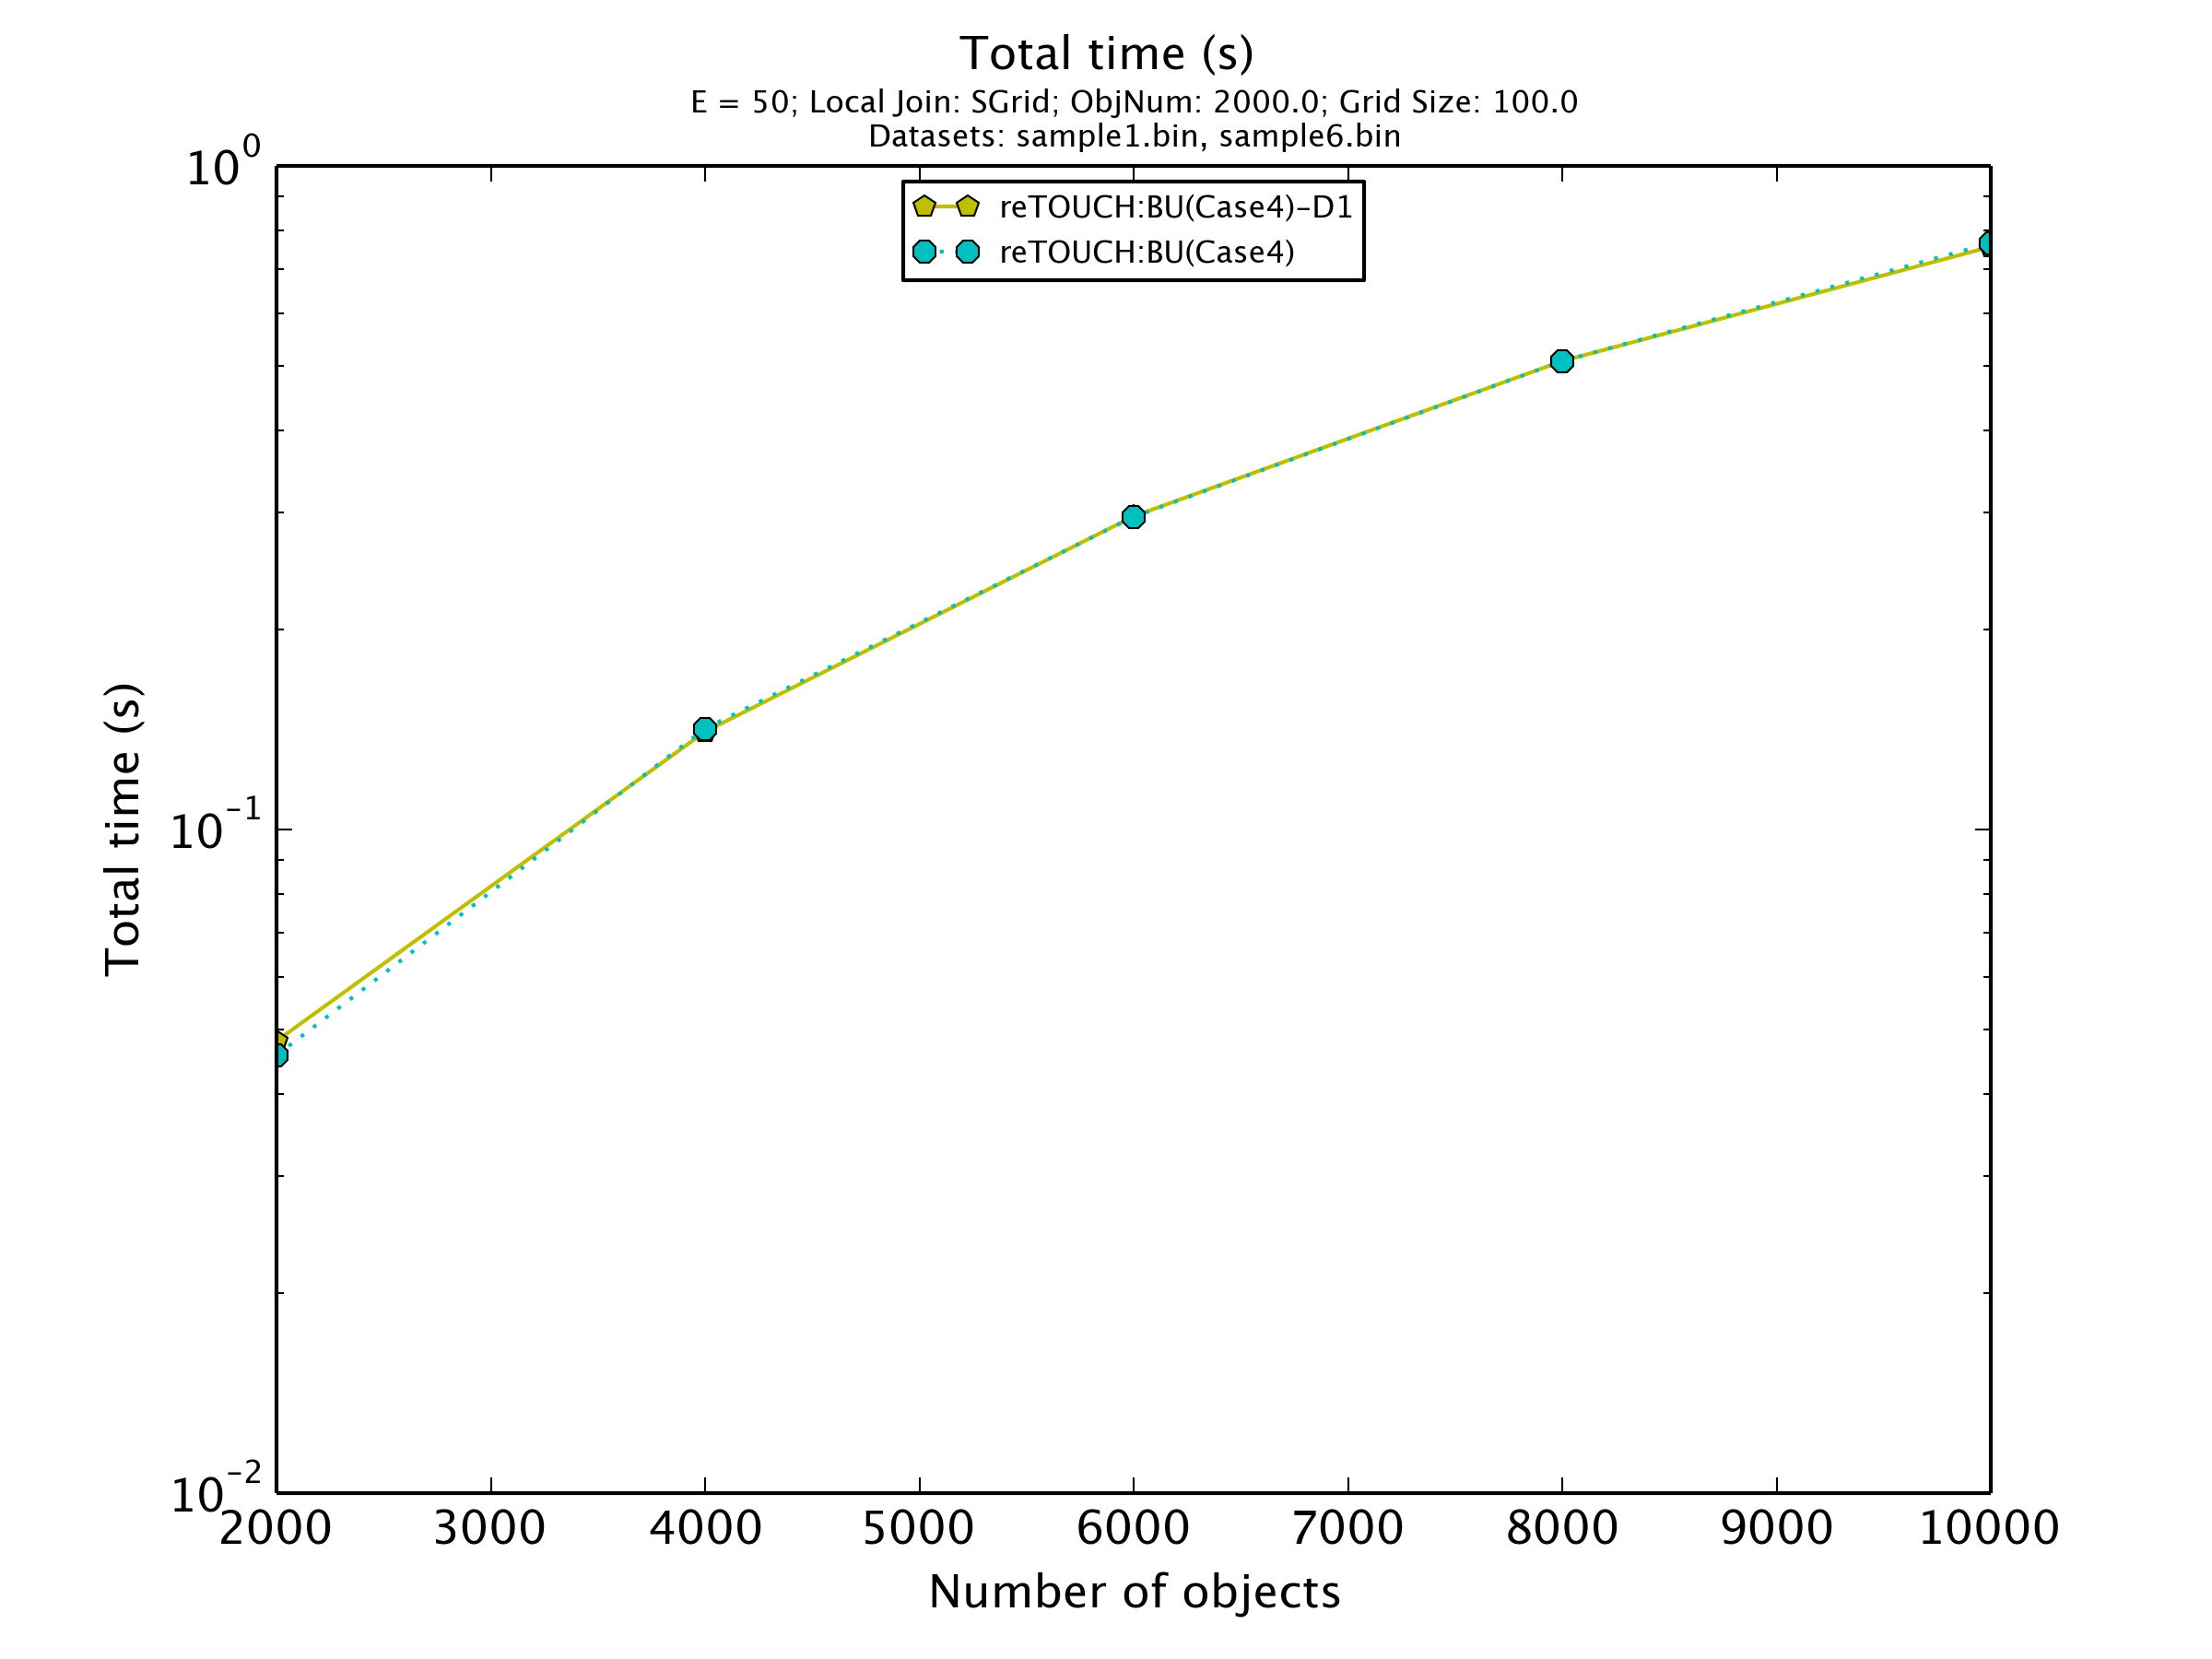 Total time (s)
E = 50; Local Join: SGrid; ObjNum: 2000.0; Grid Size: 100.0
Datasets: sample1.bin, sample6.bin
10^0
reTOUCH:BU(Case4)-D1
reTOUCH:BU(Case4)
Total time (s)
10^-1
10^-2
2000 3000 4000 5000 6000 7000 8000 9000 10000
Number of objects